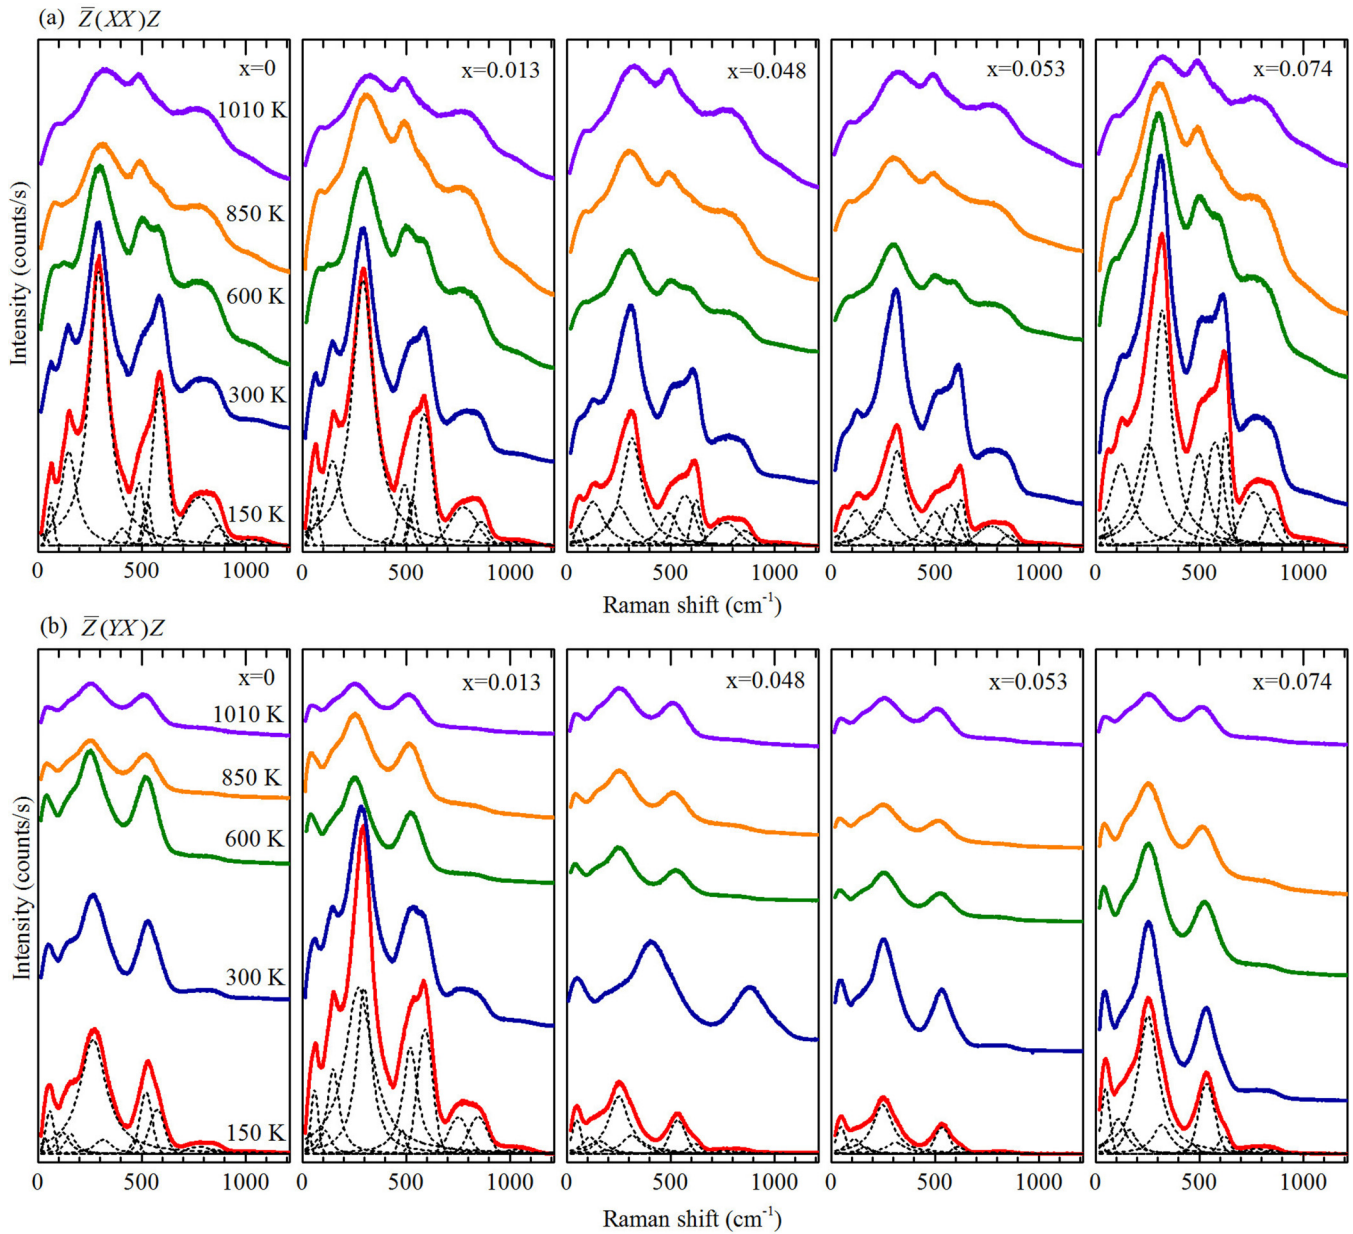 (a) Z̅(XX)Z
x=0 x=0.013 x=0.048 x=0.053 x=0.074
1010 K
850 K
600 K
300 K
150 K
Intensity (counts/s)
0 500 1000 0 500 1000 0 500 1000 0 500 1000 0 500 1000
Raman shift (cm⁻¹)
(b) Z̅(YX)Z
x=0 x=0.013 x=0.048 x=0.053 x=0.074
1010 K
850 K
600 K
300 K
150 K
Intensity (counts/s)
0 500 1000 0 500 1000 0 500 1000 0 500 1000 0 500 1000
Raman shift (cm⁻¹)